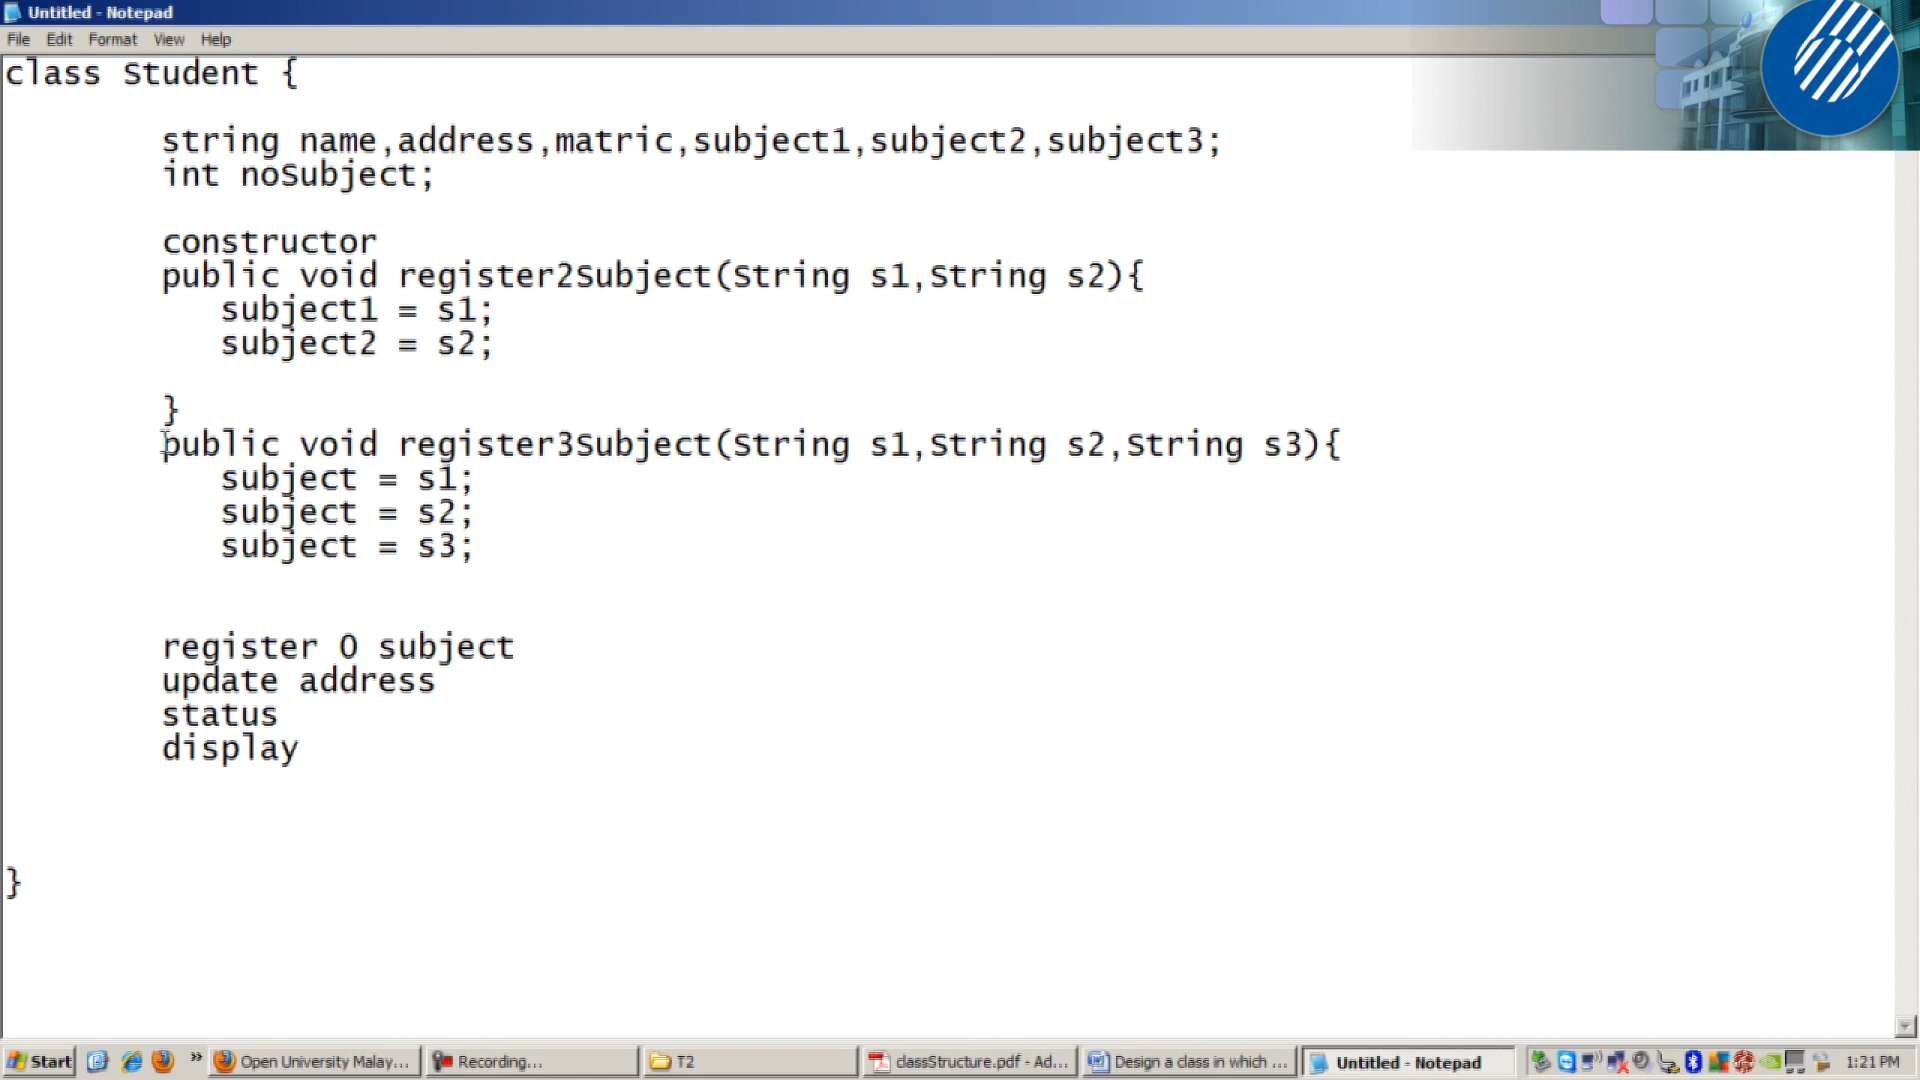 Untitled - Notepad
File Edit Format View Help
class Student {
string name,address,matric,subject1,subject2,subject3;
int noSubject;
constructor
public void register2Subject(String s1,String s2){
subject1 = s1;
subject2 = s2;
}
public void register3Subject(String s1,String s2,String s3){
subject = s1;
subject = s2;
subject = s3;
register 0 subject
update address
status
display
}
Start » Open University Malay... Recording... T2 classStructure.pdf - Ad... Design a class in which ... Untitled - Notepad 1:21 PM